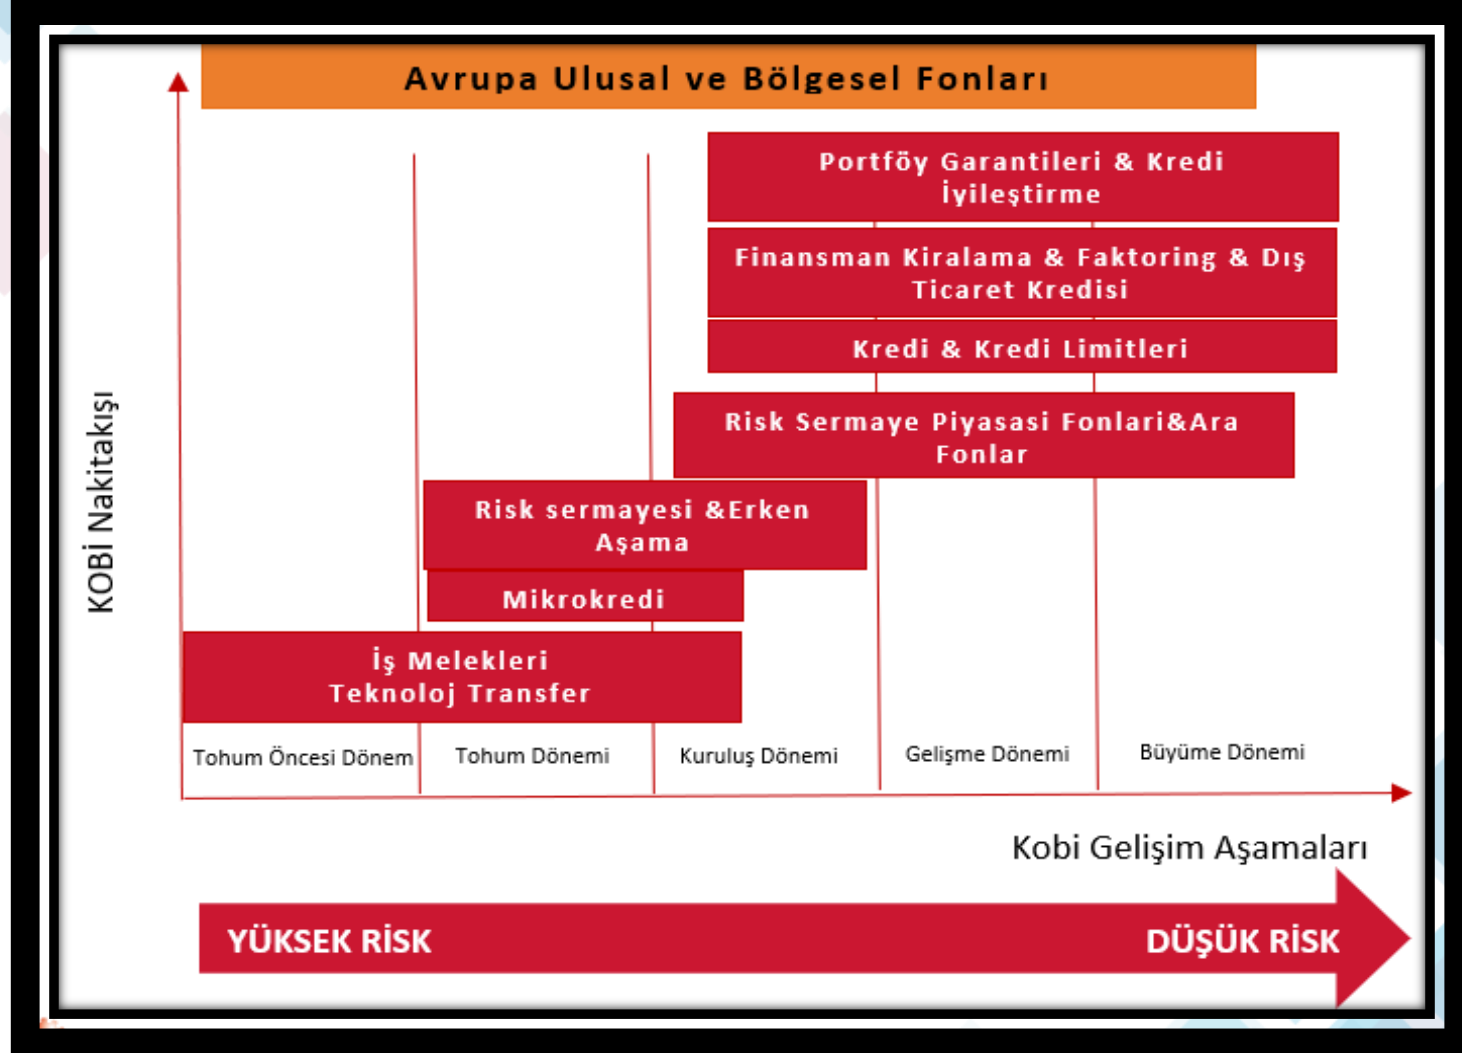 Avrupa Ulusal ve Bölgesel Fonları
Portföy Garantileri & Kredi
İyileştirme
Finansman Kiralama & Faktoring & Dış
Ticaret Kredisi
Kredi & Kredi Limitleri
Risk Sermaye Piyasasi Fonlari&Ara
Fonlar
Risk sermayesi &Erken
Aşama
Mikrokredi
İş Melekleri
Teknoloj Transfer
KOBİ Nakitakışı
Tohum Öncesi Dönem
Tohum Dönemi
Kuruluş Dönemi
Gelişme Dönemi
Büyüme Dönemi
Kobi Gelişim Aşamaları
YÜKSEK RİSK
DÜŞÜK RİSK